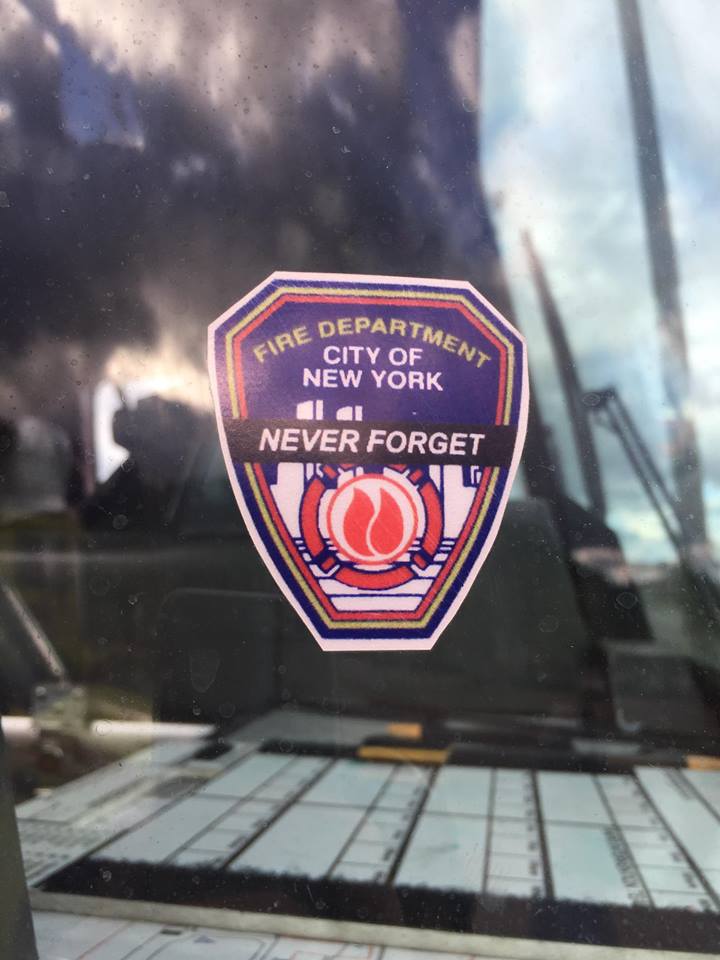 FIRE DEPARTMENT
CITY OF
NEW YORK
NEVER FORGET